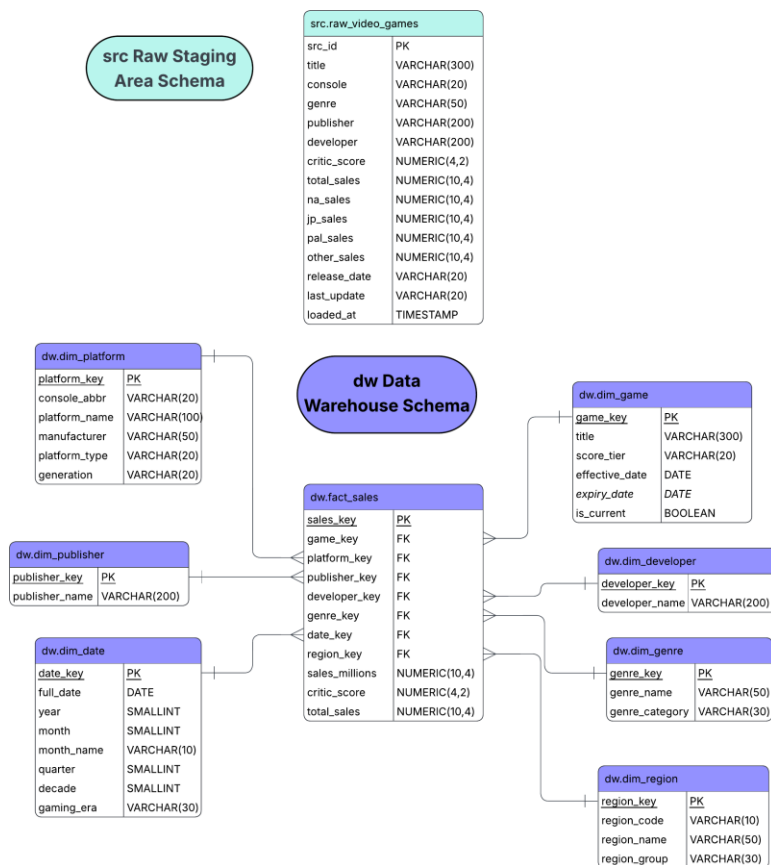 src.raw_video_games
src_id PK
title VARCHAR(300)
console VARCHAR(20)
genre VARCHAR(50)
publisher VARCHAR(200)
developer VARCHAR(200)
critic_score NUMERIC(4,2)
total_sales NUMERIC(10,4)
na_sales NUMERIC(10,4)
jp_sales NUMERIC(10,4)
pal_sales NUMERIC(10,4)
other_sales NUMERIC(10,4)
release_date VARCHAR(20)
last_update VARCHAR(20)
loaded_at TIMESTAMP
src Raw Staging
Area Schema
dw.dim_platform
platform_key PK
console_abbr VARCHAR(20)
platform_name VARCHAR(100)
manufacturer VARCHAR(50)
platform_type VARCHAR(20)
generation VARCHAR(20)
dw Data
Warehouse Schema
dw.dim_game
game_key PK
title VARCHAR(300)
score_tier VARCHAR(20)
effective_date DATE
expiry_date DATE
is_current BOOLEAN
dw.fact_sales
sales_key PK
game_key FK
platform_key FK
publisher_key FK
developer_key FK
genre_key FK
date_key FK
region_key FK
sales_millions NUMERIC(10,4)
critic_score NUMERIC(4,2)
total_sales NUMERIC(10,4)
dw.dim_publisher
publisher_key PK
publisher_name VARCHAR(200)
dw.dim_developer
developer_key PK
developer_name VARCHAR(200)
dw.dim_date
date_key PK
full_date DATE
year SMALLINT
month SMALLINT
month_name VARCHAR(10)
quarter SMALLINT
decade SMALLINT
gaming_era VARCHAR(30)
dw.dim_genre
genre_key PK
genre_name VARCHAR(50)
genre_category VARCHAR(30)
dw.dim_region
region_key PK
region_code VARCHAR(10)
region_name VARCHAR(50)
region_group VARCHAR(30)